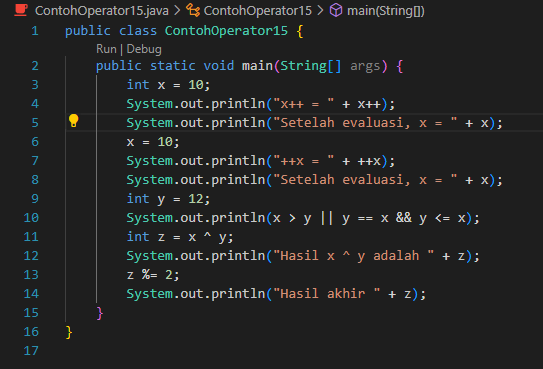 ContohOperator15.java > ContohOperator15 > main(String[])
1 public class ContohOperator15 {
Run | Debug
2 public static void main(String[] args) {
3 int x = 10;
4 System.out.println("x++ = " + x++);
5 System.out.println("Setelah evaluasi, x = " + x);
6 x = 10;
7 System.out.println("++x = " + ++x);
8 System.out.println("Setelah evaluasi, x = " + x);
9 int y = 12;
10 System.out.println(x > y || y == x && y <= x);
11 int z = x ^ y;
12 System.out.println("Hasil x ^ y adalah " + z);
13 z %= 2;
14 System.out.println("Hasil akhir " + z);
15 }
16 }
17